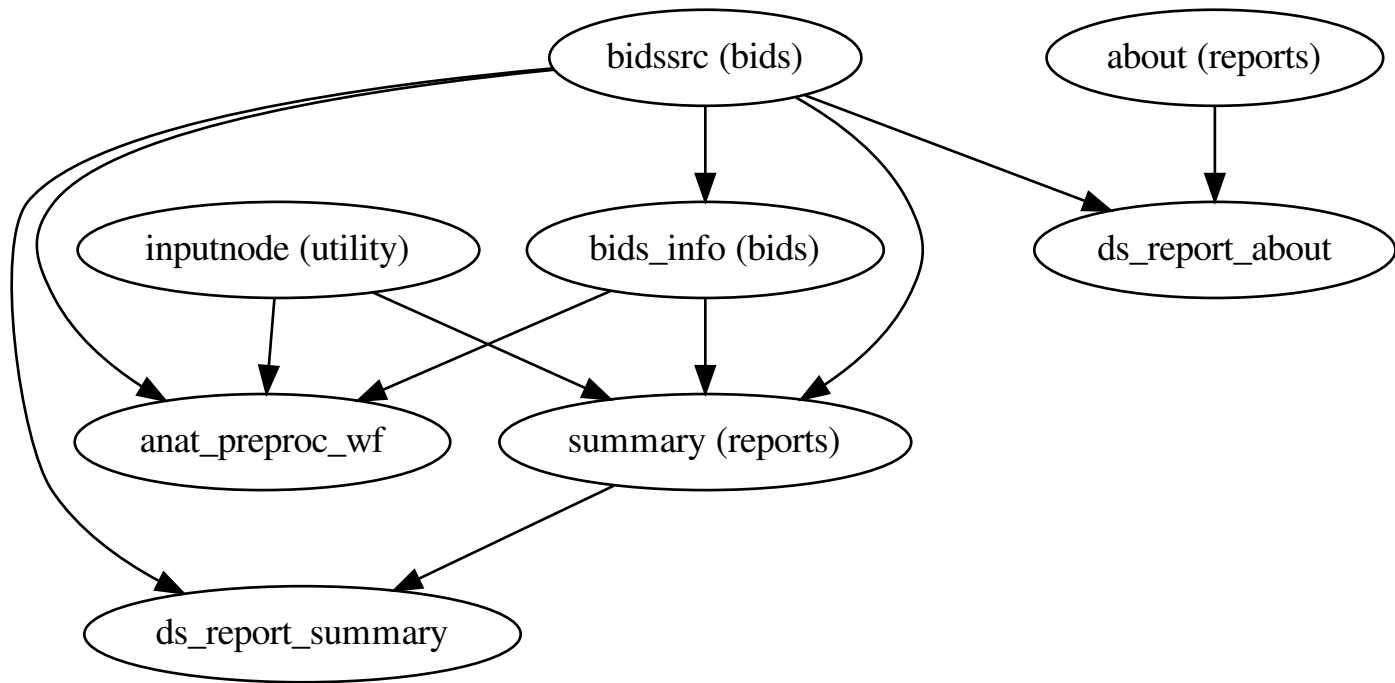 bidssrc (bids)
about (reports)
inputnode (utility)
bids_info (bids)
ds_report_about
anat_preproc_wf
summary (reports)
ds_report_summary